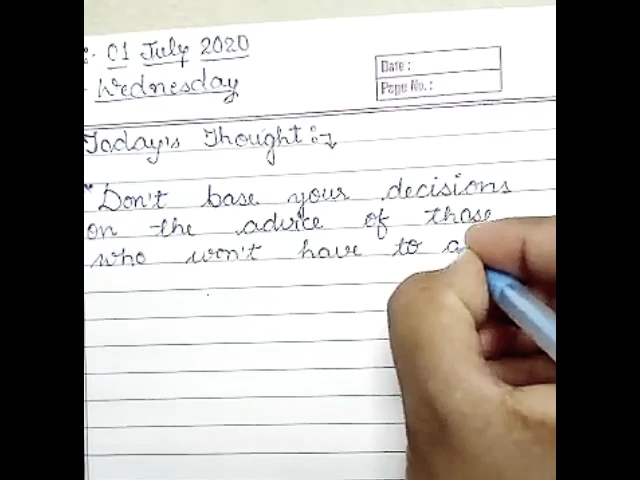 : 01 July 2020
Wednesday
Date :
Page No. :
Today's Thought :→
"Don't base your decisions
on the advice of those
who won't have to